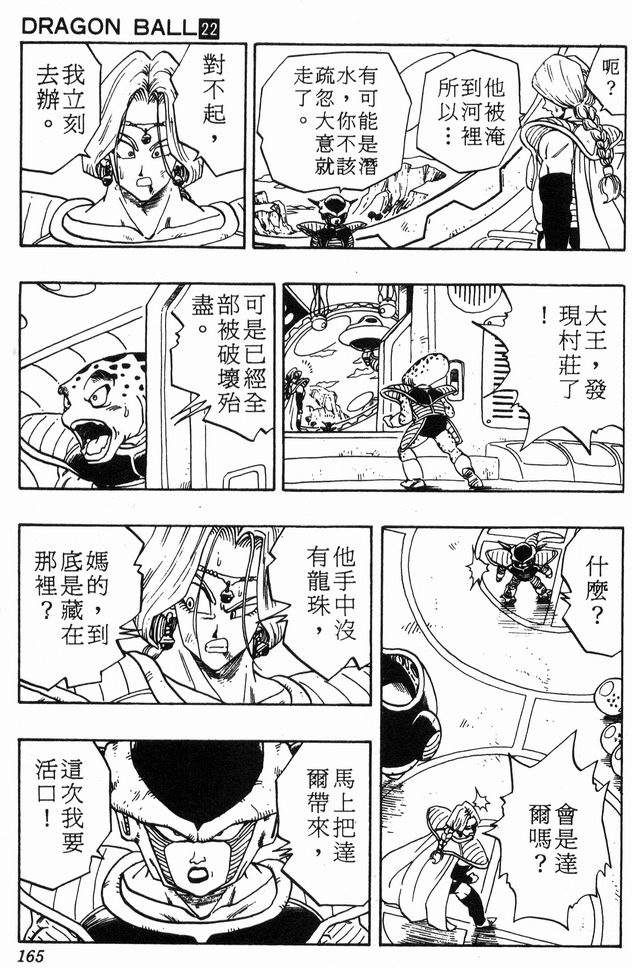 DRAGON BALL 22
呃？
他被淹
到河裡
所以…
有可能是潛
水，你不該
疏忽大意就
走了。
對不起，
我立刻
去辦。
大王，發
現村莊了
！
可是已經全
部被破壞殆
盡。
什麼？
會是達
爾嗎？
他手中沒
有龍珠，
媽的，到
底是藏在
那裡？
馬上把達
爾帶來，
這次我要
活口！
165